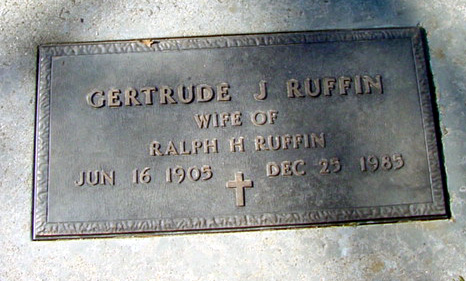 GERTRUDE J RUFFIN
WIFE OF
RALPH H RUFFIN
JUN 16 1905 DEC 25 1985